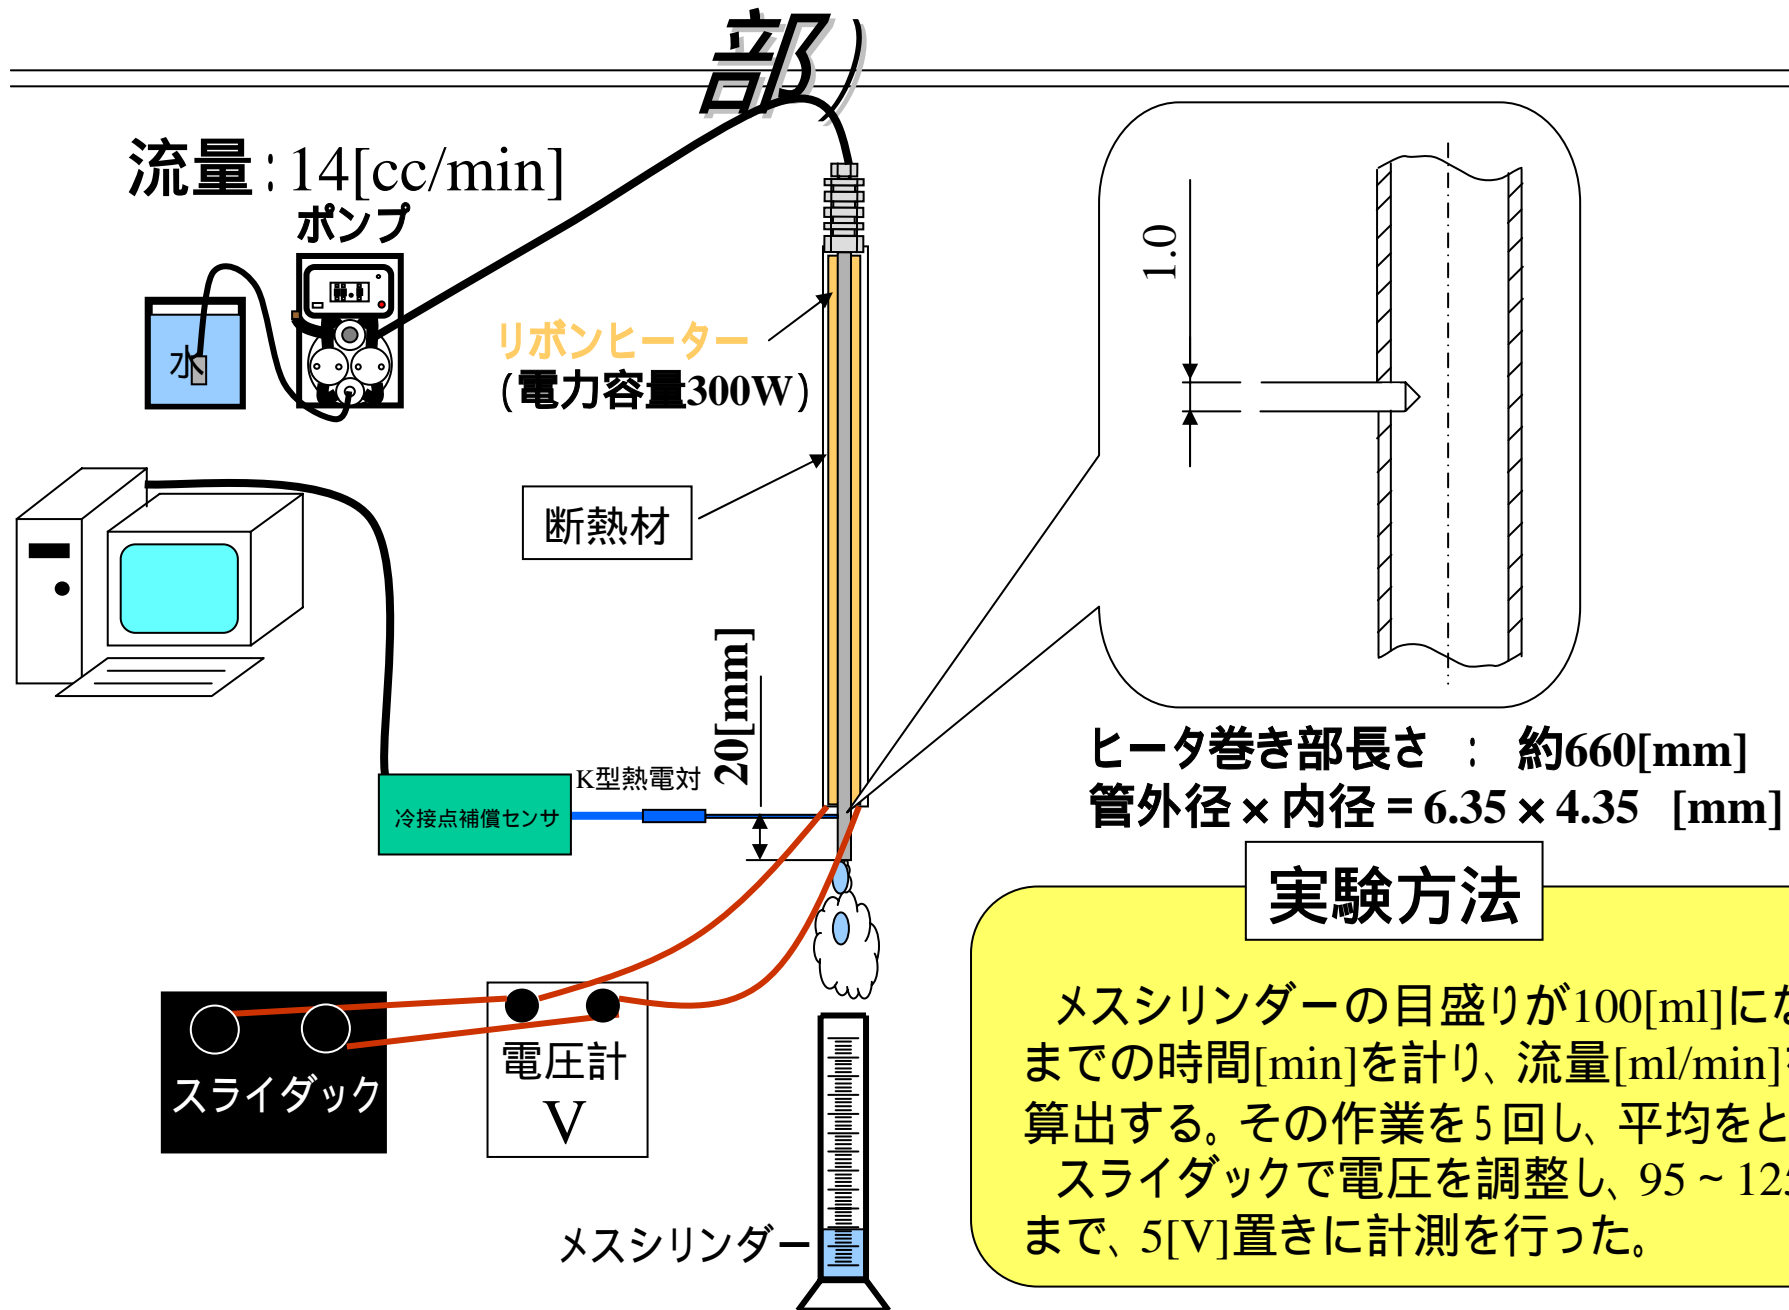 部)
流量:14[cc/min]
ポンプ
水
リボンヒーター
(電力容量300W)
断熱材
1.0
20[mm]
K型熱電対
冷接点補償センサ
ヒータ巻き部長さ : 約660[mm]
管外径×内径=6.35×4.35 [mm]
実験方法
メスシリンダーの目盛りが100[ml]にな
までの時間[min]を計り、流量[ml/min]
算出する。その作業を5回し、平均をと
スライダックで電圧を調整し、95~125
まで、5[V]置きに計測を行った。
スライダック
電圧計
V
メスシリンダー